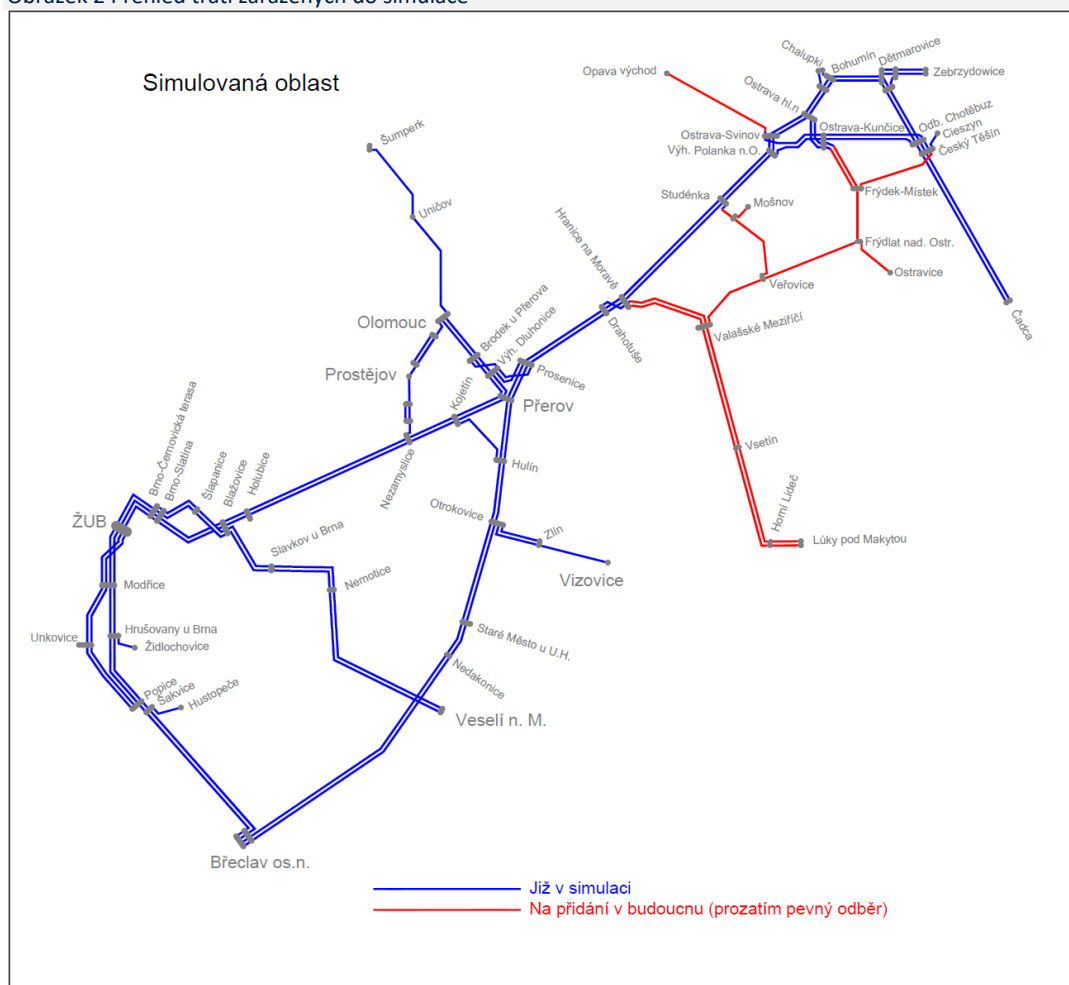 Obrázek 2 Přehled tratí zařazených do simulace
Simulovaná oblast
Chalupki
Bohumín
Dětmarovice
Zebrzydowice
Opava východ
Ostrava hl.n
Ostrava-Svinov
Ostrava-Kunčice
Odb. Chotěbuz
Cieszyn
Český Těšín
Výh. Polanka n.O.
Šumperk
Studénka
Mošnov
Frýdek-Místek
Uničov
Hranice na Moravě
Frýdlat nad. Ostr.
Ostravice
Veřovice
Čadca
Olomouc
Brodek u Přerova
Výh. Dluhonice
Drahotuše
Valašské Meziříčí
Prostějov
Prosenice
Kojetín
Přerov
Brno-Černovická terasa
Brno-Slatina
Šlapanice
Blažovice
Holubice
Nezamyslice
Hulín
Vsetín
ŽUB
Otrokovice
Zlín
Horní Lideč
Lúky pod Makytou
Slavkov u Brna
Vizovice
Modřice
Nemotice
Hrušovany u Brna
Židlochovice
Unkovice
Staré Město u U.H.
Nedakonice
Popice
Šakvice
Hustopeče
Veselí n. M.
Břeclav os.n.
Již v simulaci
Na přidání v budoucnu (prozatím pevný odběr)